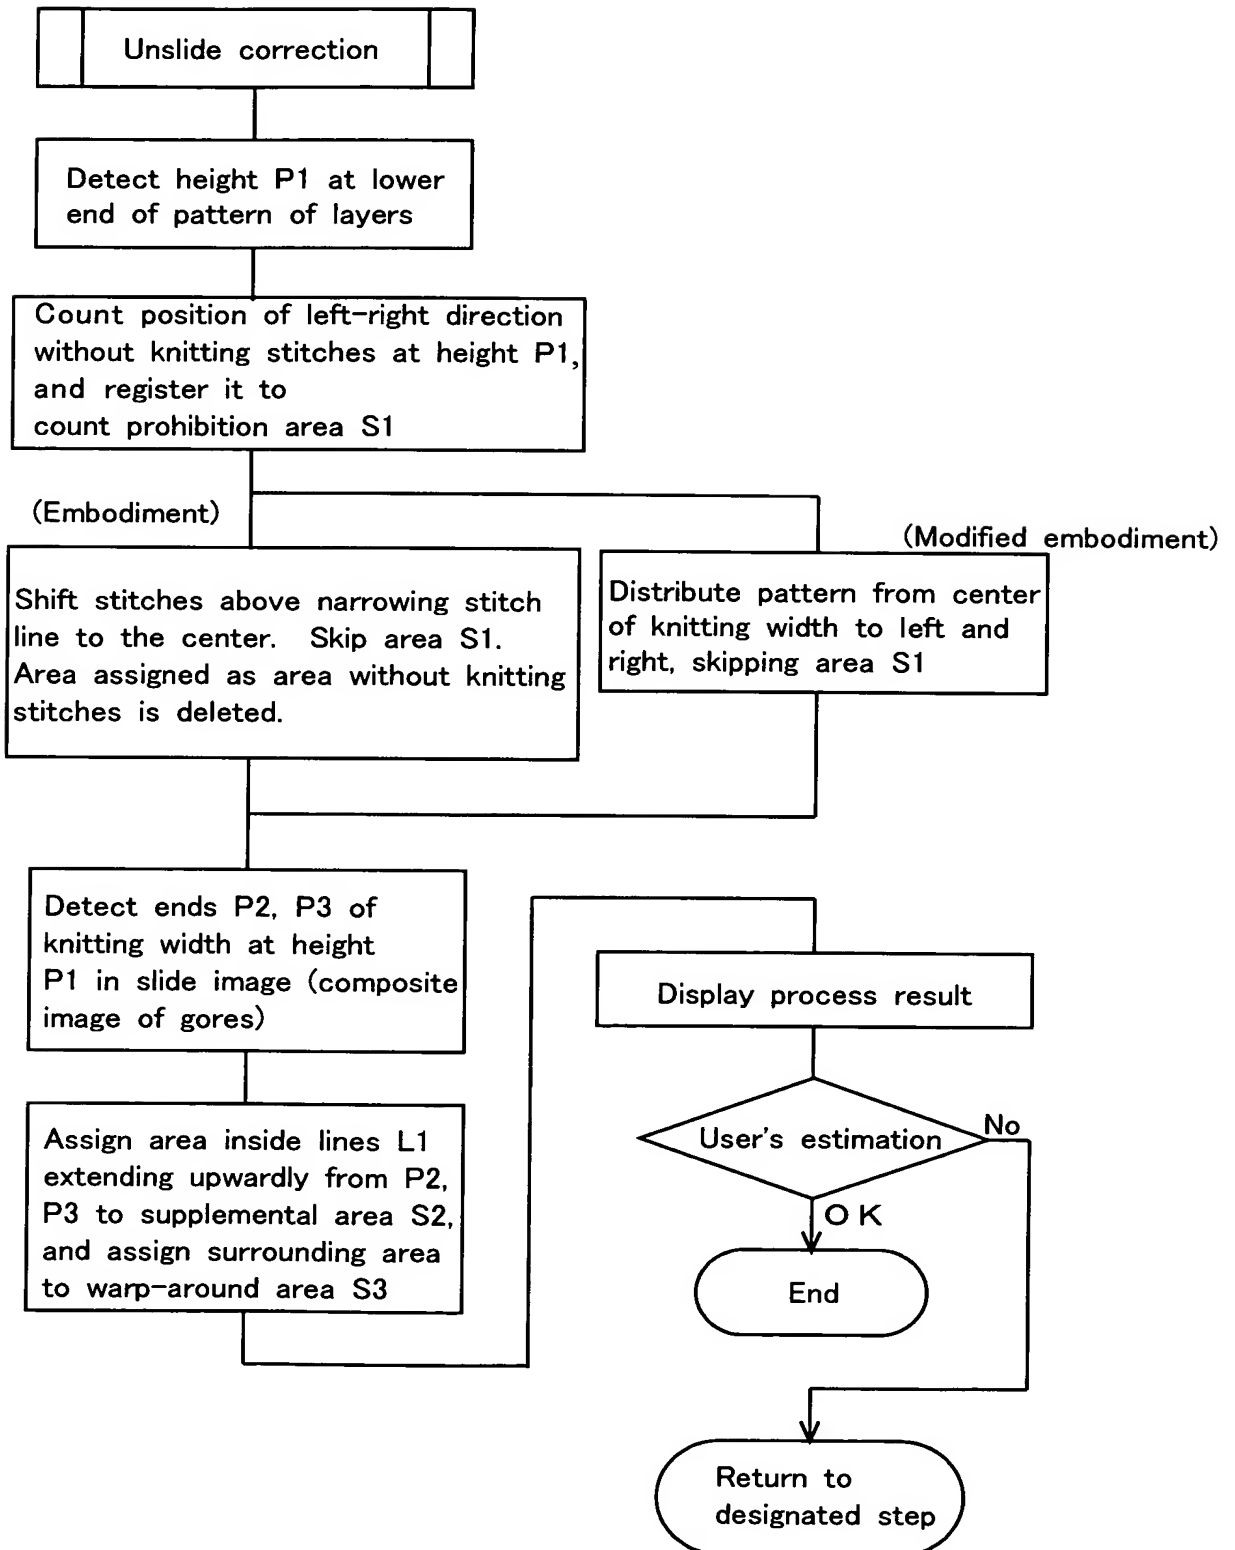 Unslide correction
Detect height P1 at lower
end of pattern of layers
Count position of left-right direction
without knitting stitches at height P1,
and register it to
count prohibition area S1
(Embodiment)
(Modified embodiment)
Shift stitches above narrowing stitch
line to the center. Skip area S1.
Area assigned as area without knitting
stitches is deleted.
Distribute pattern from center
of knitting width to left and
right, skipping area S1
Detect ends P2, P3 of
knitting width at height
P1 in slide image (composite
image of gores)
Assign area inside lines L1
extending upwardly from P2,
P3 to supplemental area S2,
and assign surrounding area
to warp-around area S3
Display process result
User's estimation
No
OK
End
Return to
designated step